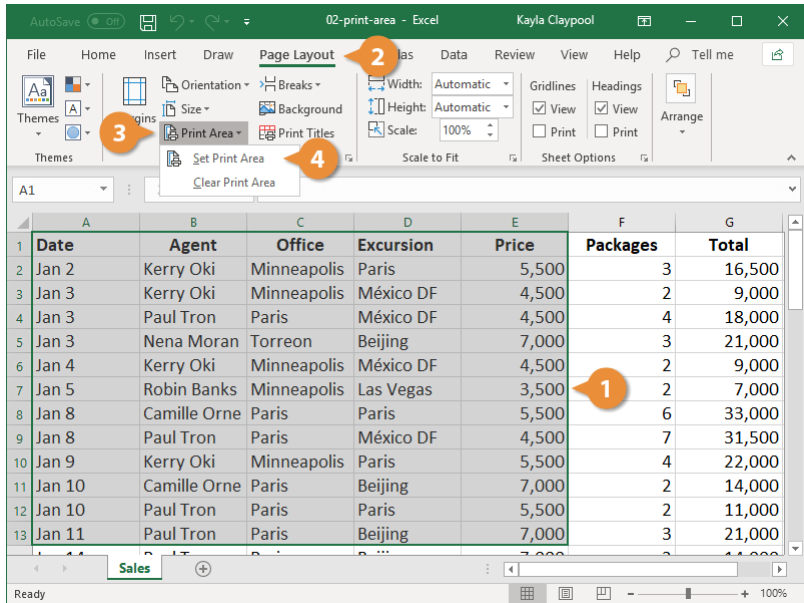 AutoSave Off 02-print-area - Excel Kayla Claypool
File Home Insert Draw Page Layout 2 Data Review View Help Tell me
Aa Orientation Breaks Width: Automatic Gridlines Headings
A Size Background Height: Automatic View View
Themes 3 Print Area Print Titles Scale: 100% Print Print Arrange
Themes Scale to Fit Sheet Options
Set Print Area 4
Clear Print Area
A1
A B C D E F G
1 Date Agent Office Excursion Price Packages Total
2 Jan 2 Kerry Oki Minneapolis Paris 5,500 3 16,500
3 Jan 3 Kerry Oki Minneapolis México DF 4,500 2 9,000
4 Jan 3 Paul Tron Paris México DF 4,500 4 18,000
5 Jan 3 Nena Moran Torreon Beijing 7,000 3 21,000
6 Jan 4 Kerry Oki Minneapolis México DF 4,500 2 9,000
7 Jan 5 Robin Banks Minneapolis Las Vegas 3,500 1 2 7,000
8 Jan 8 Camille Orne Paris Paris 5,500 6 33,000
9 Jan 8 Paul Tron Paris México DF 4,500 7 31,500
10 Jan 9 Kerry Oki Minneapolis Paris 5,500 4 22,000
11 Jan 10 Camille Orne Paris Beijing 7,000 2 14,000
12 Jan 10 Paul Tron Paris Paris 5,500 2 11,000
13 Jan 11 Paul Tron Paris Beijing 7,000 3 21,000
Sales
Ready 100%